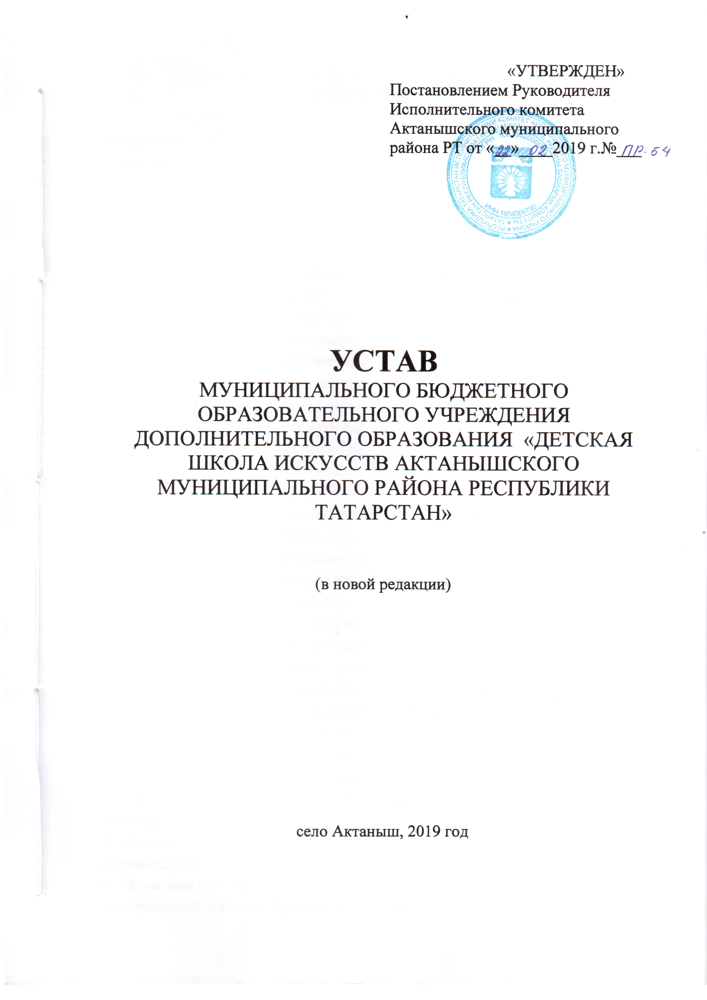 «УТВЕРЖДЕН»
Постановлением Руководителя
Исполнительного комитета
Актанышского муниципального
района РТ от «22» 02 2019 г.№ ПР. 54
ИНН 1604006790
УСТАВ
МУНИЦИПАЛЬНОГО БЮДЖЕТНОГО
ОБРАЗОВАТЕЛЬНОГО УЧРЕЖДЕНИЯ
ДОПОЛНИТЕЛЬНОГО ОБРАЗОВАНИЯ «ДЕТСКАЯ
ШКОЛА ИСКУССТВ АКТАНЫШСКОГО
МУНИЦИПАЛЬНОГО РАЙОНА РЕСПУБЛИКИ
ТАТАРСТАН»
(в новой редакции)
село Актаныш, 2019 год